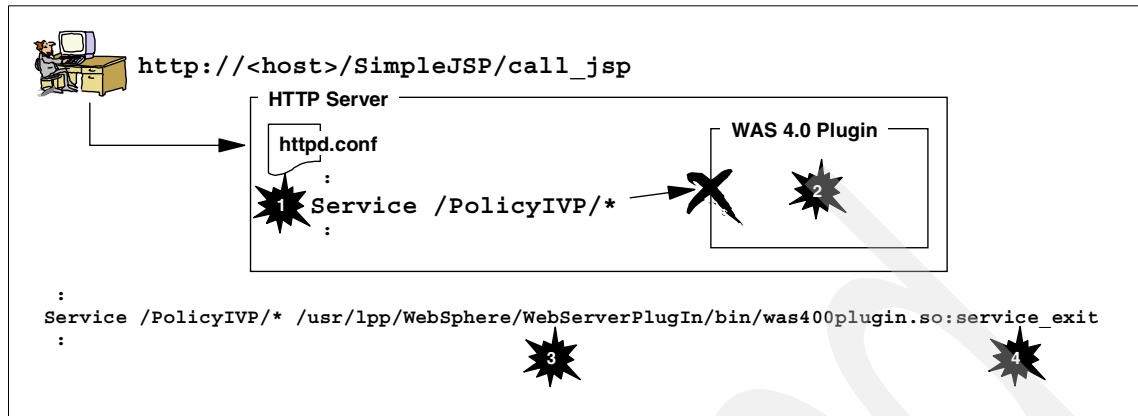 http://<host>/SimpleJSP/call_jsp
HTTP Server
WAS 4.0 Plugin
httpd.conf
:
1
Service /PolicyIVP/*
2
:
:
Service /PolicyIVP/* /usr/lpp/WebSphere/WebServerPlugIn/bin/was400plugin.so:service_exit
:
3
4